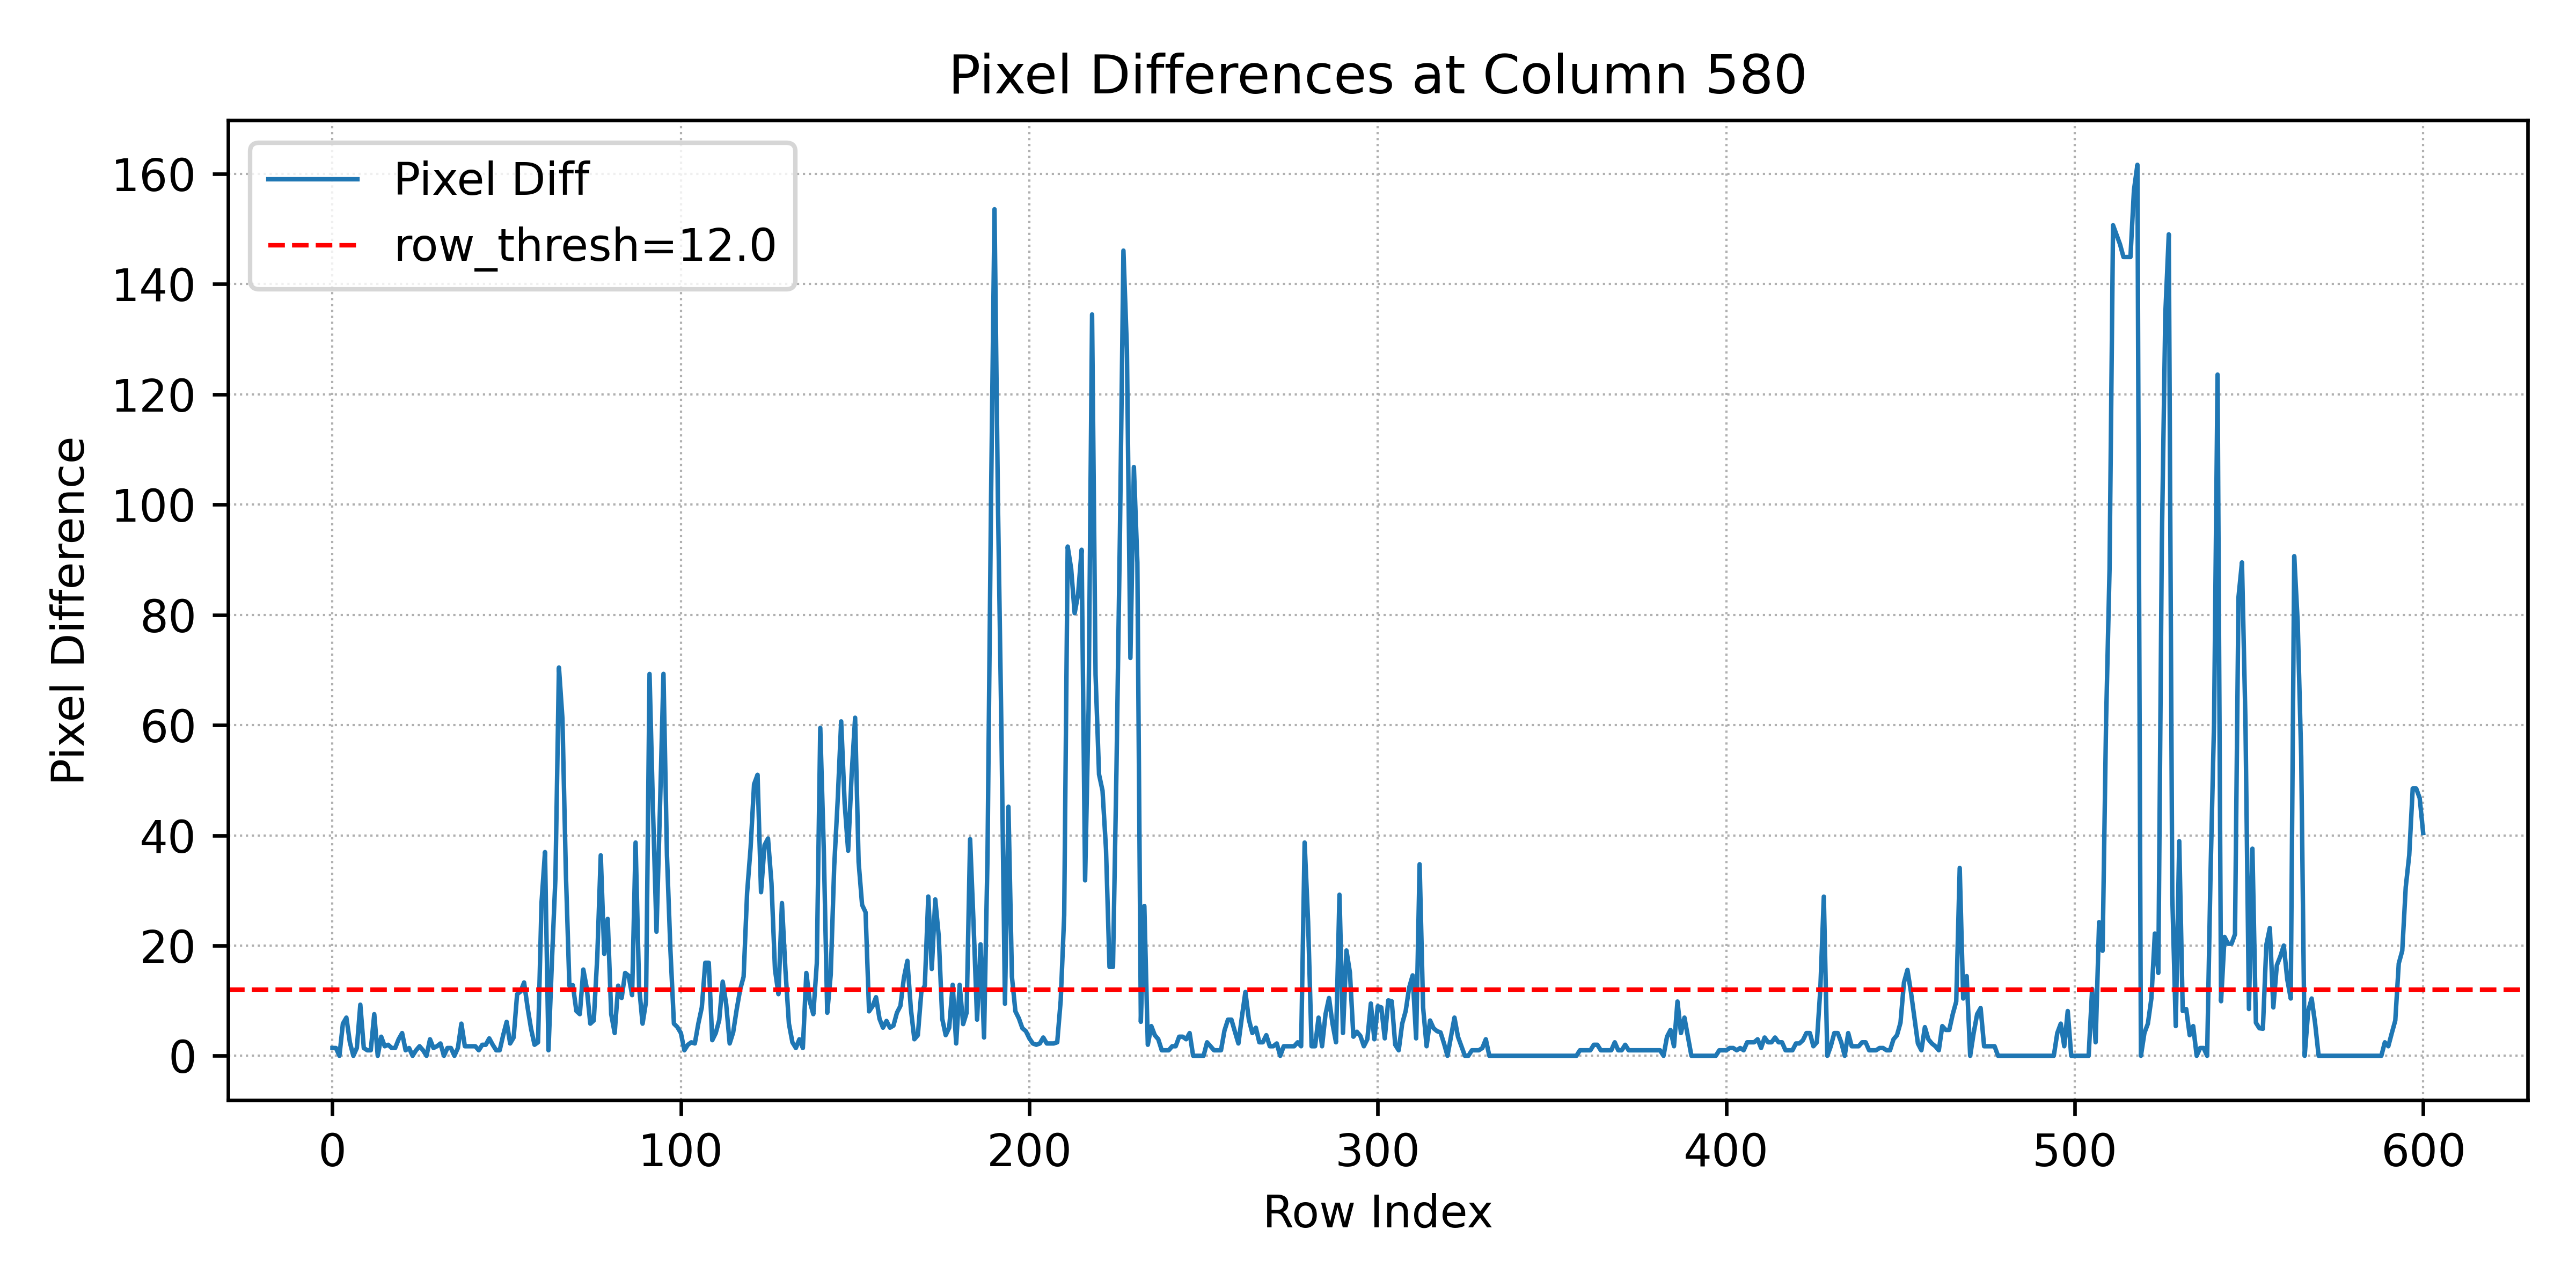 Pixel Differences at Column 580
Pixel Diff
row_thresh=12.0
160
140
120
100
80
60
40
20
0
Pixel Difference
0 100 200 300 400 500 600
Row Index